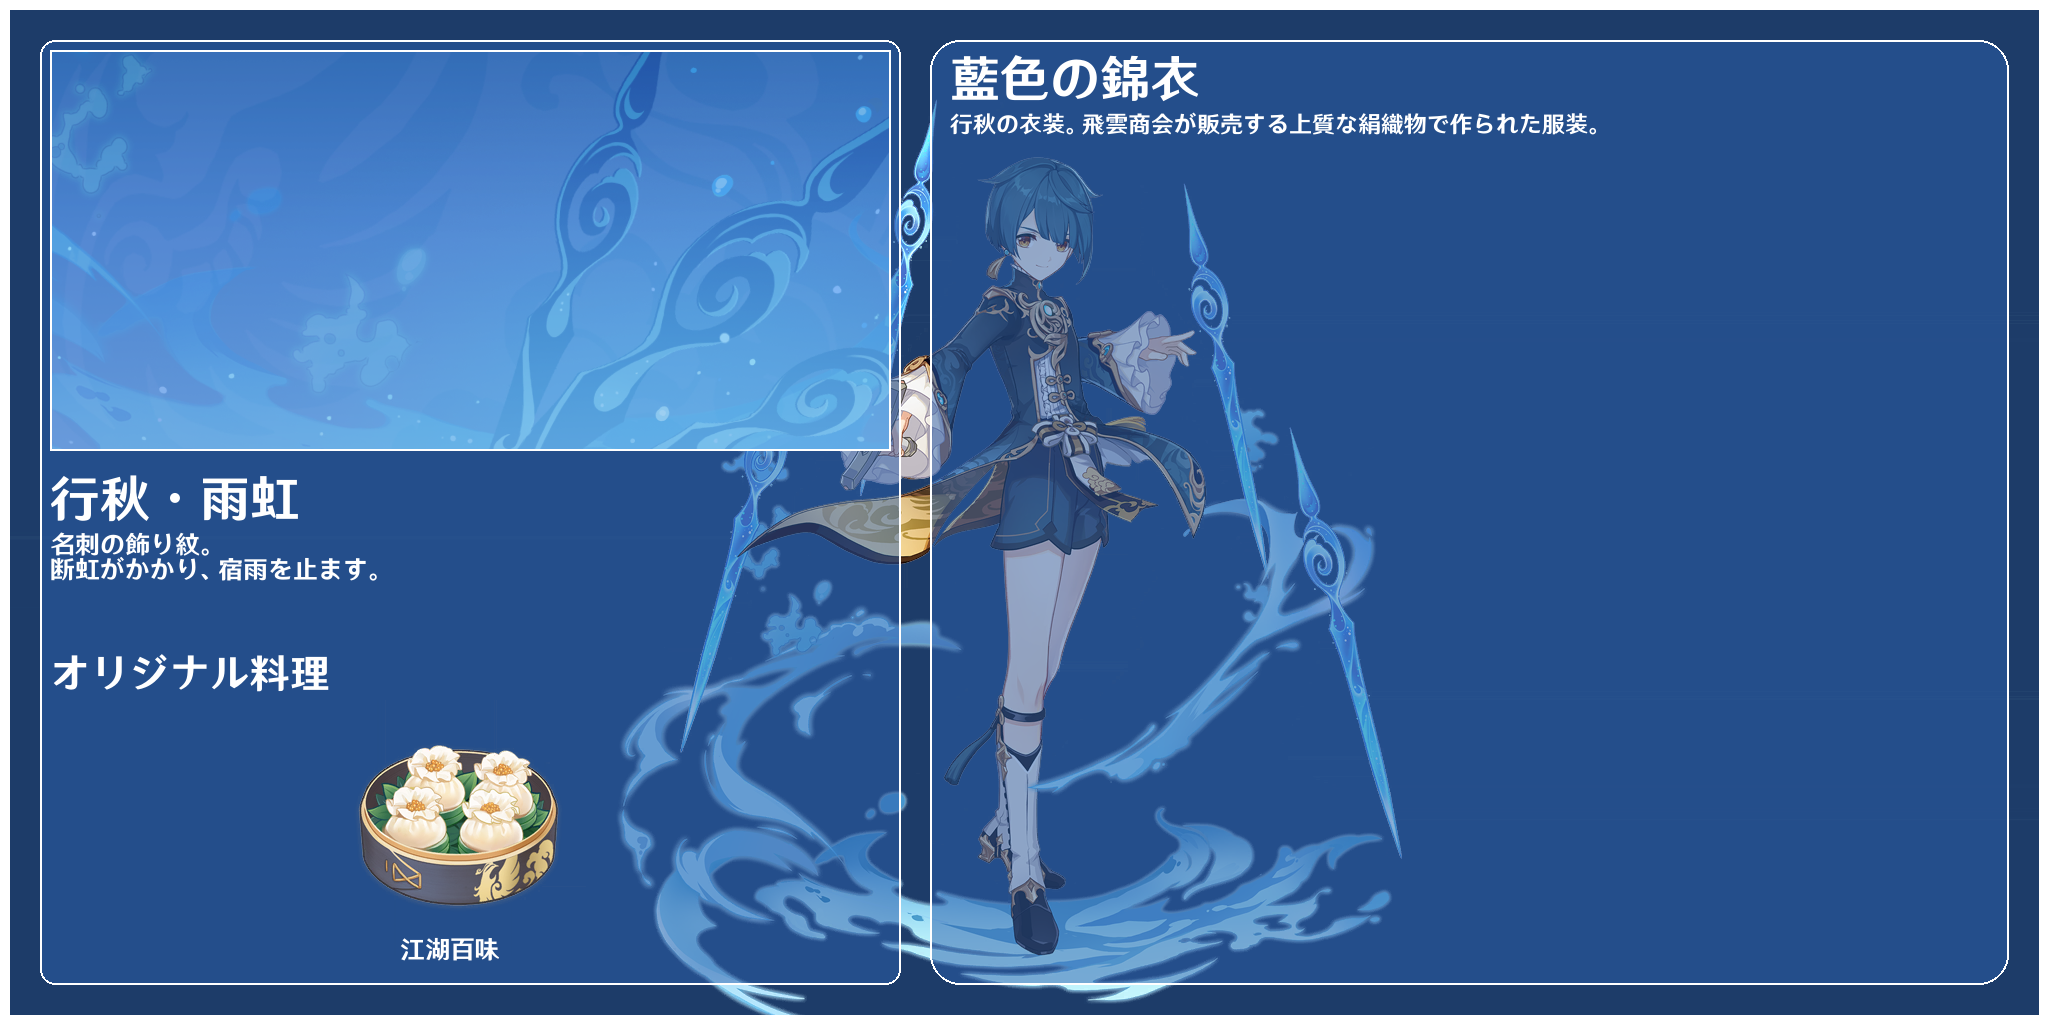 行秋・雨虹
名刺の飾り紋。
断虹がかかり、宿雨を止ます。
オリジナル料理
江湖百味
藍色の錦衣
行秋の衣装。飛雲商会が販売する上質な絹織物で作られた服装。